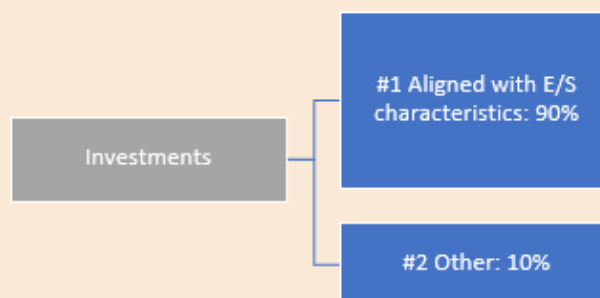 #1 Aligned with E/S
characteristics: 90%
Investments
#2 Other: 10%